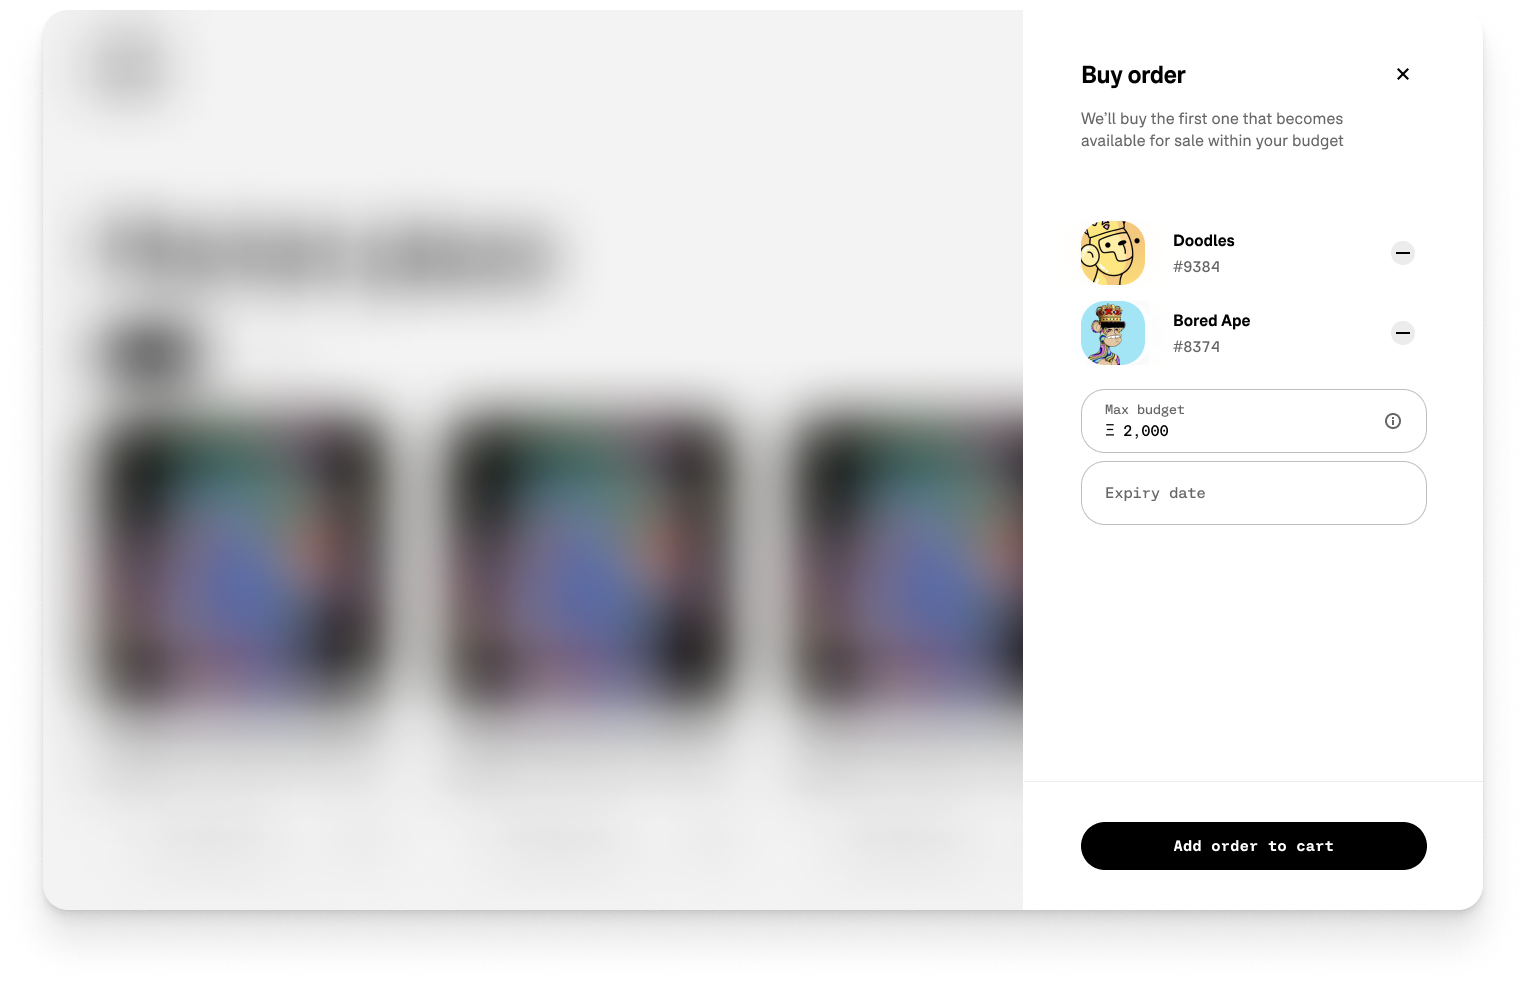 Buy order
We'll buy the first one that becomes
available for sale within your budget
Doodles
#9384
Bored Ape
#8374
Max budget
Ξ 2,000
Expiry date
Add order to cart